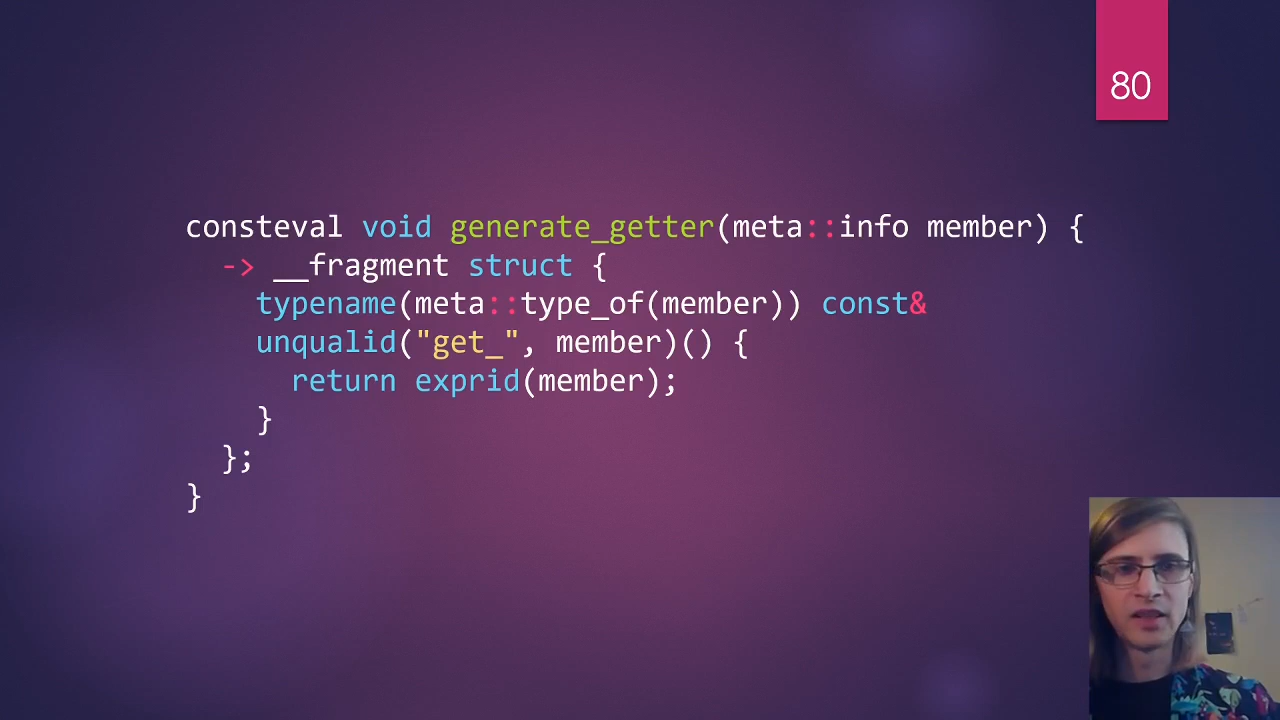 80
consteval void generate_getter(meta::info member) {
-> __fragment struct {
typename(meta::type_of(member)) const&
unqualid("get_", member)() {
return exprid(member);
}
};
}